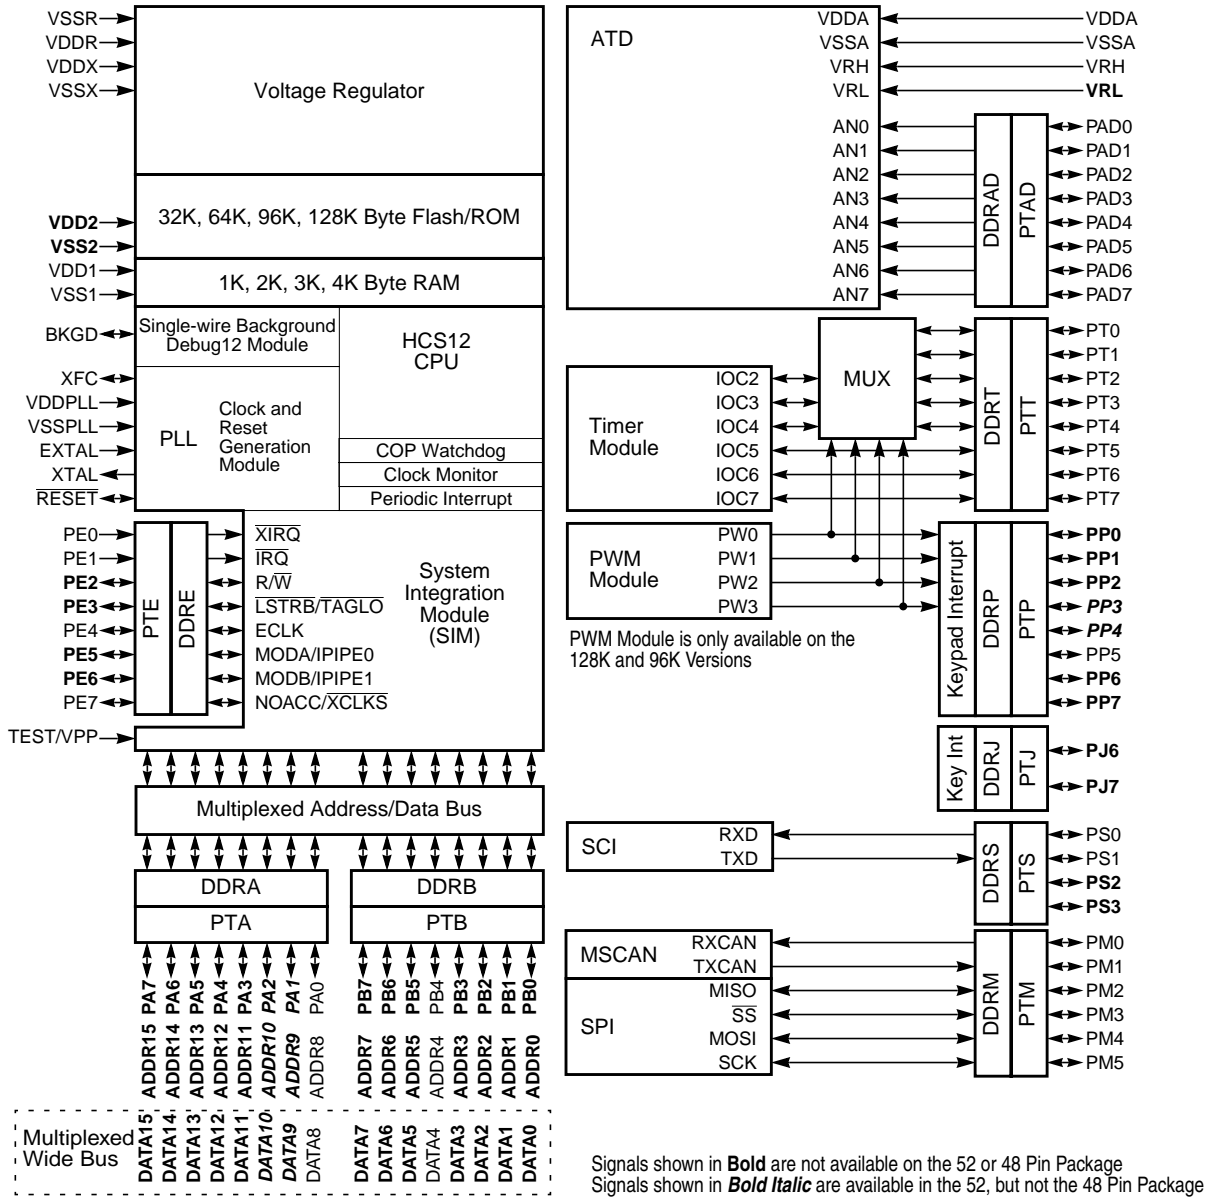 VSSR
VDDR
VDDX
VSSX
Voltage Regulator
32K, 64K, 96K, 128K Byte Flash/ROM
VDD2
VSS2
1K, 2K, 3K, 4K Byte RAM
VDD1
VSS1
BKGD
Single-wire Background
Debug12 Module
HCS12
CPU
XFC
VDDPLL
VSSPLL
EXTAL
XTAL
RESET
PLL
Clock and
Reset
Generation
Module
COP Watchdog
Clock Monitor
Periodic Interrupt
PE0
PE1
PE2
PE3
PE4
PE5
PE6
PE7
PTE
DDRE
XIRQ
IRQ
R/W
LSTRB/TAGLO
ECLK
MODA/IPIPE0
MODB/IPIPE1
NOACC/XCLKS
System
Integration
Module
(SIM)
TEST/VPP
Multiplexed Address/Data Bus
DDRA
DDRB
PTA
PTB
PA7
PA6
PA5
PA4
PA3
PA2
PA1
PA0
PB7
PB6
PB5
PB4
PB3
PB2
PB1
PB0
ADDR15
ADDR14
ADDR13
ADDR12
ADDR11
ADDR10
ADDR9
ADDR8
ADDR7
ADDR6
ADDR5
ADDR4
ADDR3
ADDR2
ADDR1
ADDR0
Multiplexed
Wide Bus
DATA15
DATA14
DATA13
DATA12
DATA11
DATA10
DATA9
DATA8
DATA7
DATA6
DATA5
DATA4
DATA3
DATA2
DATA1
DATA0
ATD
VDDA
VSSA
VRH
VRL
AN0
AN1
AN2
AN3
AN4
AN5
AN6
AN7
DDRAD
PTAD
VDDA
VSSA
VRH
VRL
PAD0
PAD1
PAD2
PAD3
PAD4
PAD5
PAD6
PAD7
Timer
Module
IOC2
IOC3
IOC4
IOC5
IOC6
IOC7
MUX
DDRT
PTT
PT0
PT1
PT2
PT3
PT4
PT5
PT6
PT7
PWM
Module
PW0
PW1
PW2
PW3
PWM Module is only available on the
128K and 96K Versions
Keypad Interrupt
DDRP
PTP
PP0
PP1
PP2
PP3
PP4
PP5
PP6
PP7
Key Int
DDRJ
PTJ
PJ6
PJ7
SCI
RXD
TXD
DDRS
PTS
PS0
PS1
PS2
PS3
MSCAN
RXCAN
TXCAN
SPI
MISO
SS
MOSI
SCK
DDRM
PTM
PM0
PM1
PM2
PM3
PM4
PM5
Signals shown in Bold are not available on the 52 or 48 Pin Package
Signals shown in Bold Italic are available in the 52, but not the 48 Pin Package